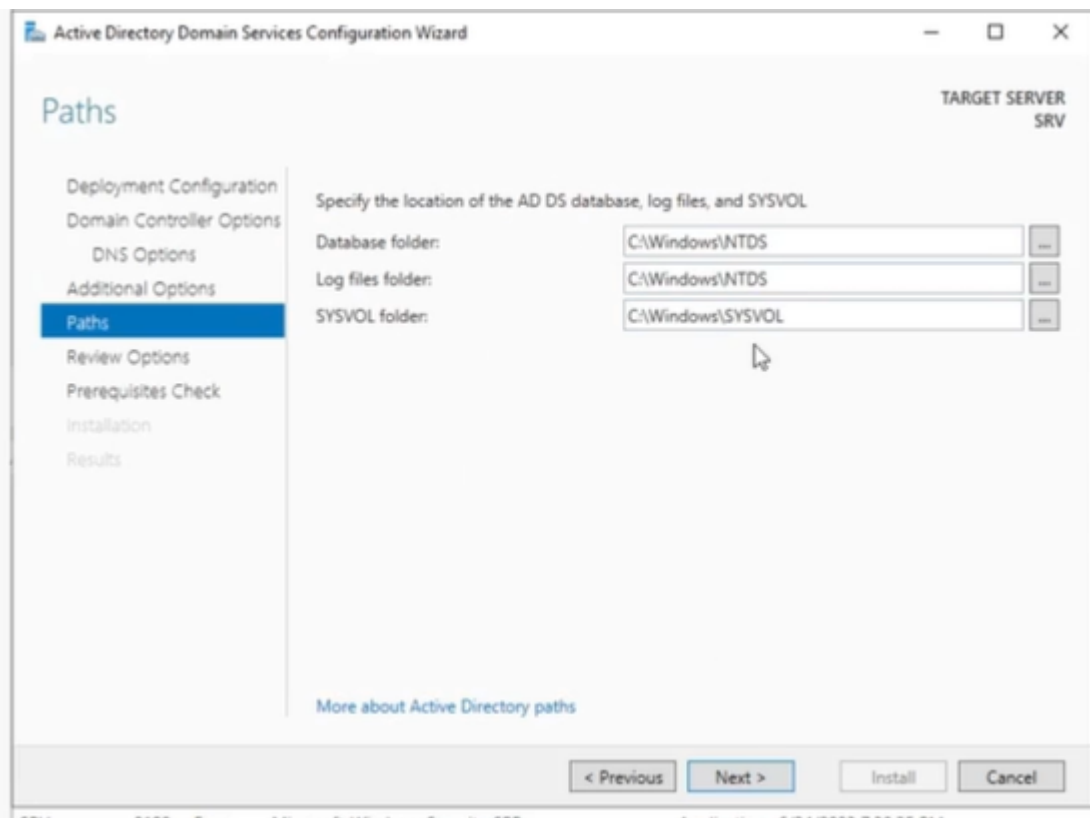 Active Directory Domain Services Configuration Wizard
Paths
TARGET SERVER
SRV
Deployment Configuration
Domain Controller Options
DNS Options
Additional Options
Paths
Review Options
Prerequisites Check
Installation
Results
Specify the location of the AD DS database, log files, and SYSVOL
Database folder: C:\Windows\NTDS ...
Log files folder: C:\Windows\NTDS ...
SYSVOL folder: C:\Windows\SYSVOL ...
More about Active Directory paths
< Previous Next > Install Cancel